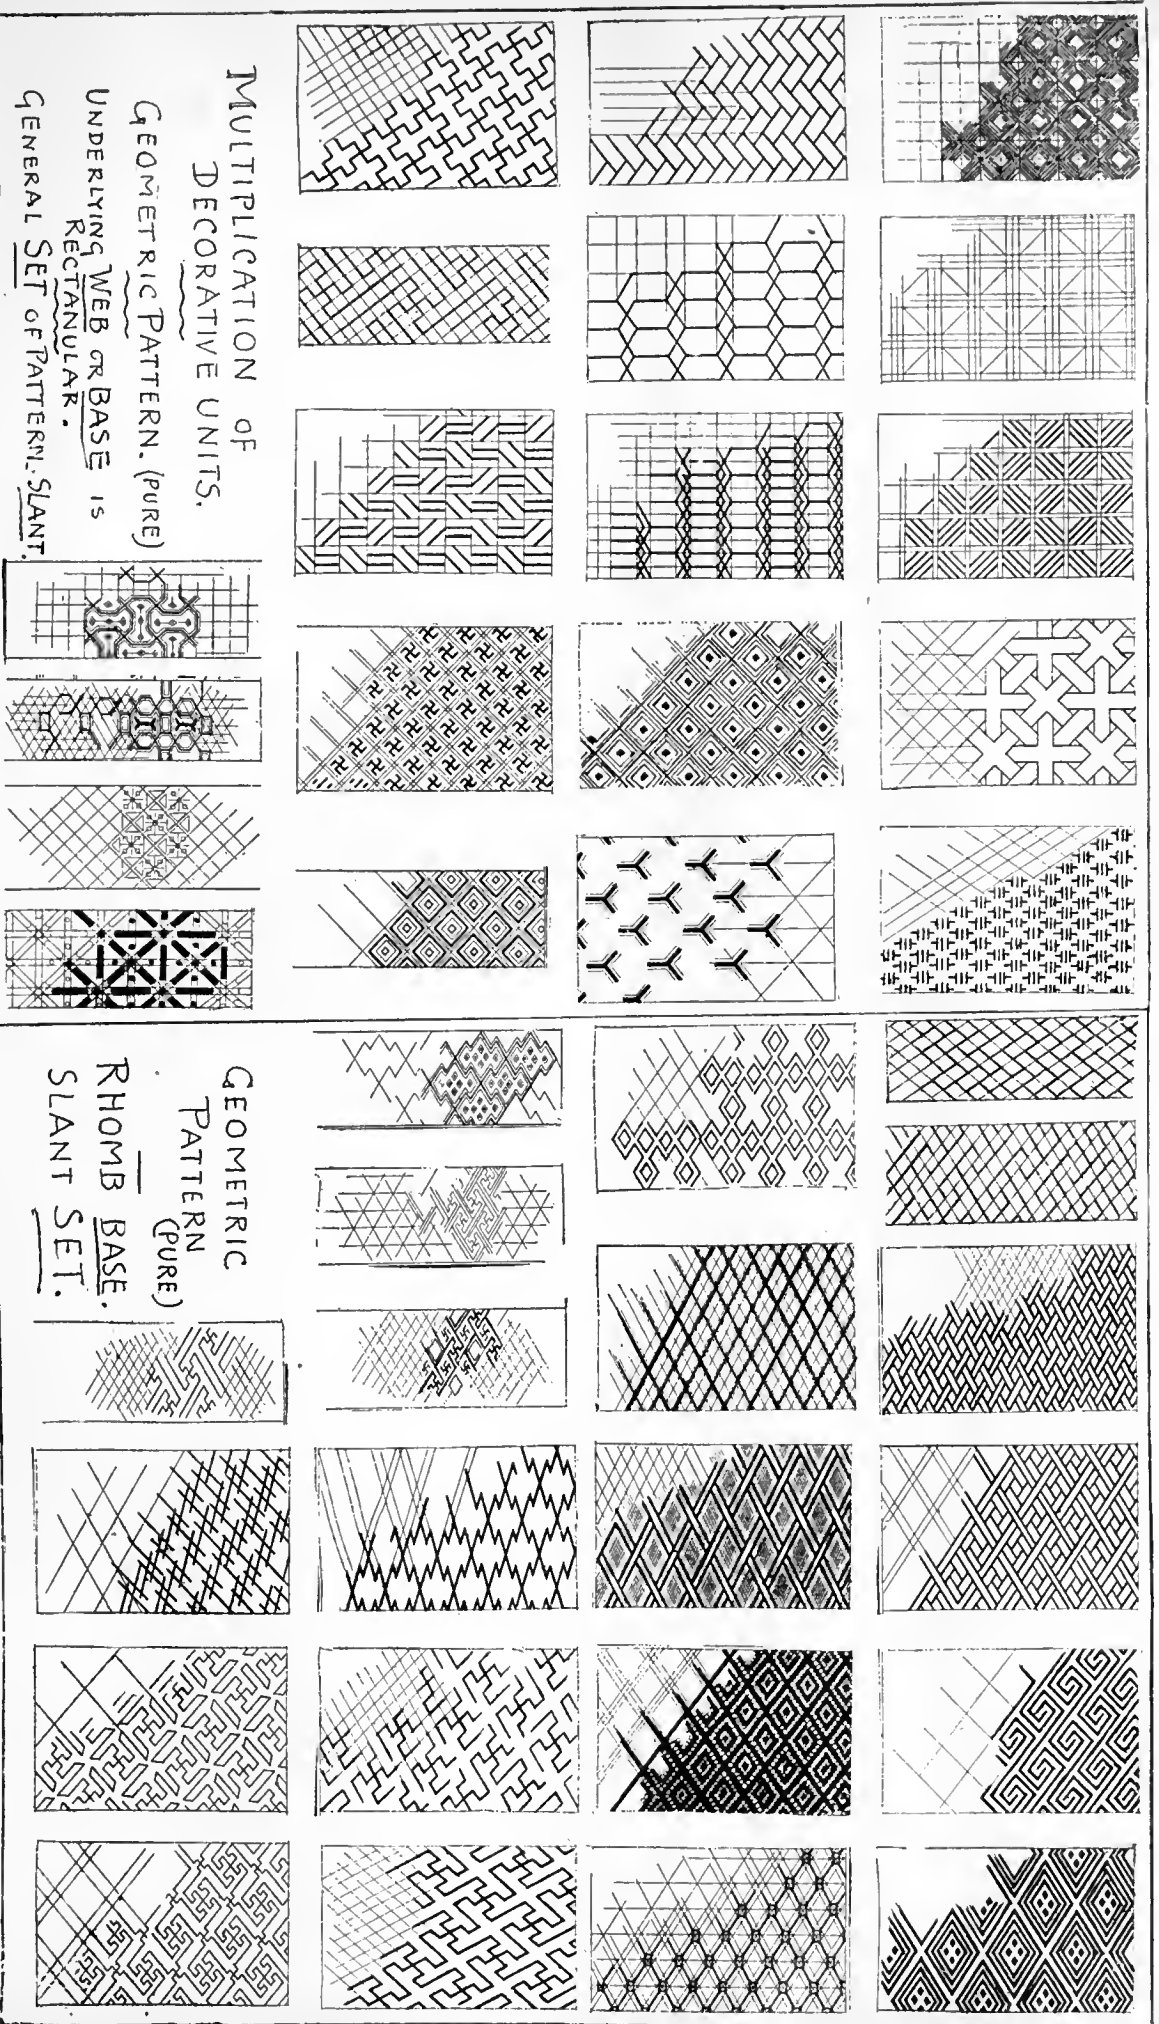 MULTIPLICATION OF
DECORATIVE UNITS.
GEOMETRIC PATTERN. (PURE)
UNDERLYING WEB OR BASE IS
RECTANULAR.
GENERAL SET OF PATTERN. SLANT.
GEOMETRIC
PATTERN
(PURE)
RHOMB BASE.
SLANT SET.